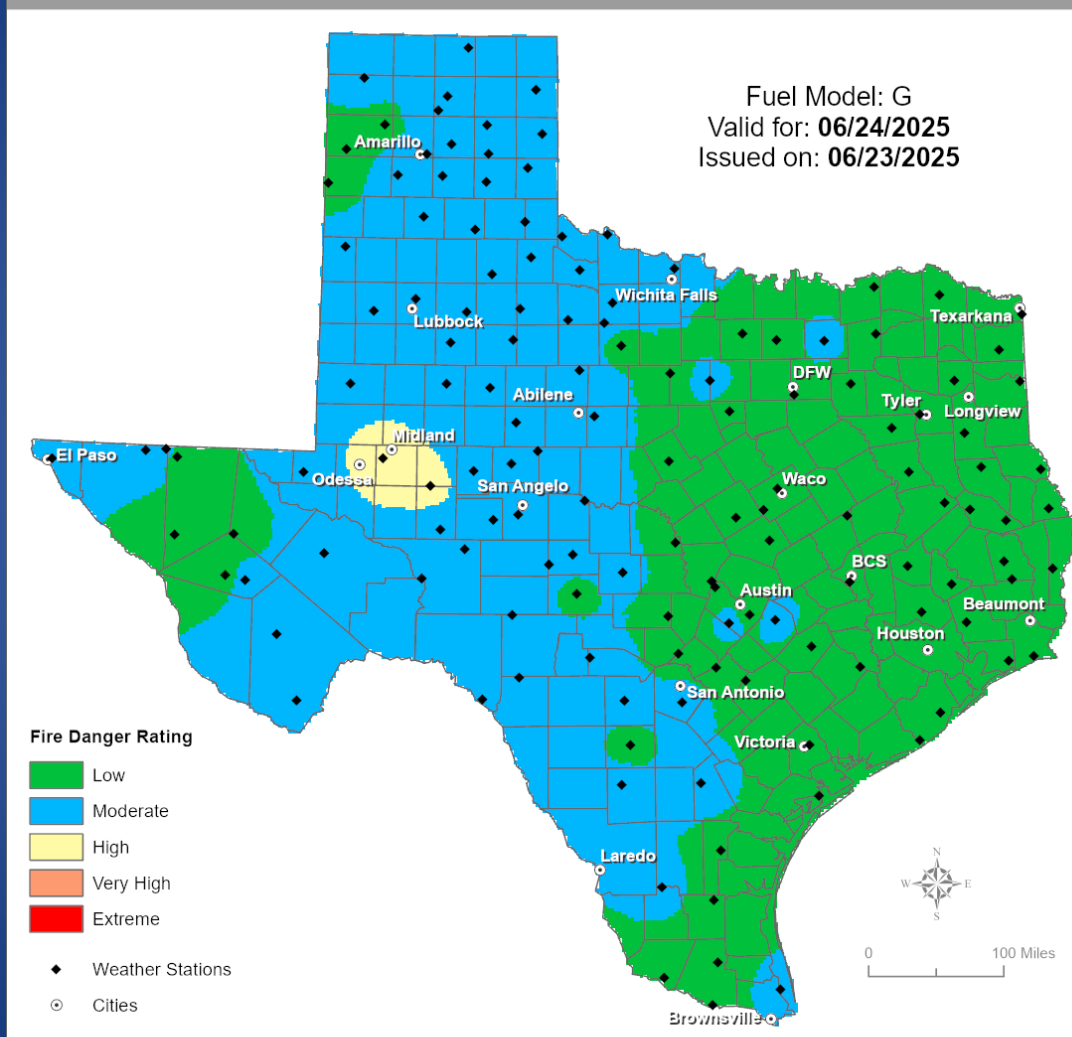 Fuel Model: G
Valid for: 06/24/2025
Issued on: 06/23/2025
Amarillo
Wichita Falls
Lubbock
Texarkana
DFW
Abilene
Tyler
Longview
Midland
El Paso
Odessa
San Angelo
Waco
BCS
Austin
Beaumont
Houston
San Antonio
Victoria
Fire Danger Rating
Low
Moderate
High
Very High
Extreme
Weather Stations
Cities
Laredo
N
W E
S
0 100 Miles
Brownsville